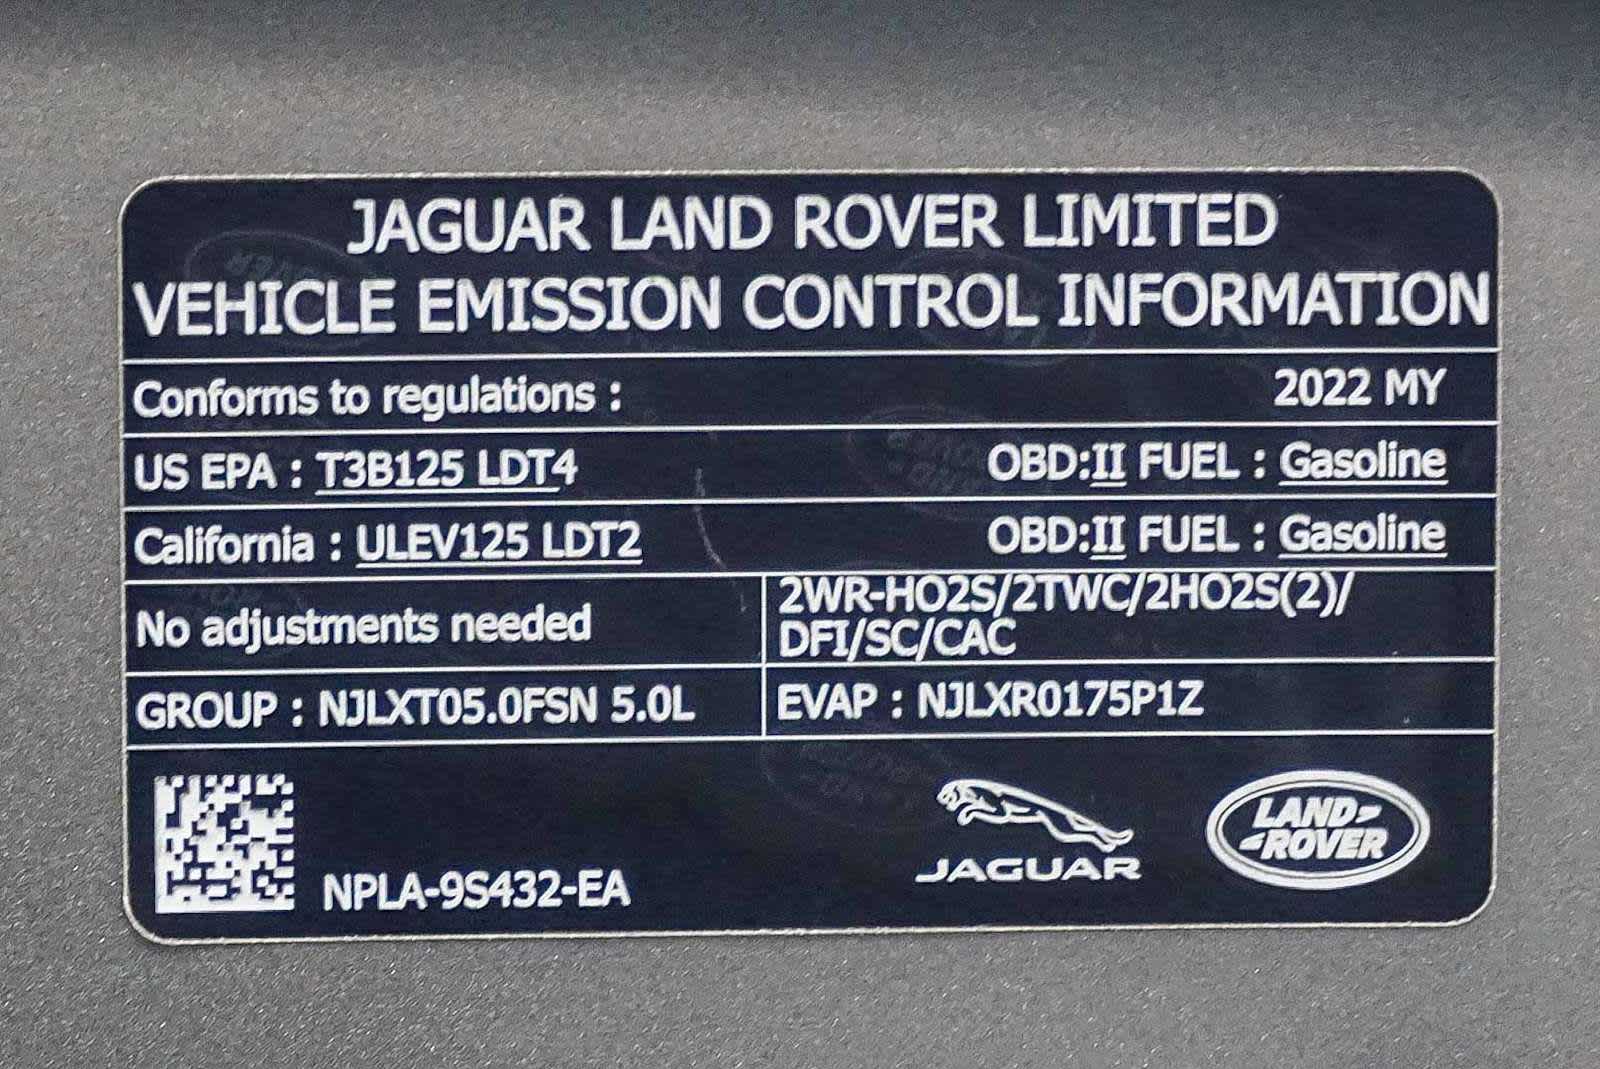 JAGUAR LAND ROVER LIMITED
VEHICLE EMISSION CONTROL INFORMATION
Conforms to regulations : 2022 MY
US EPA : T3B125 LDT4 OBD:II FUEL : Gasoline
California : ULEV125 LDT2 OBD:II FUEL : Gasoline
No adjustments needed
2WR-HO2S/2TWC/2HO2S(2)/
DFI/SC/CAC
GROUP : NJLXT05.0FSN 5.0L EVAP : NJLXR0175P1Z
NPLA-9S432-EA
JAGUAR
LAND
ROVER